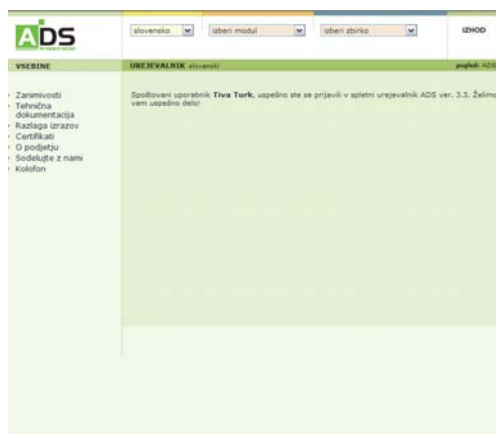 ADS
slovensko
izberi modul
izberi zbirko
IZHOD
VSEBINE
UREJEVALNIK slovenski
pogled: ADS
Zanimivosti
Tehnična
dokumentacija
Razlaga izrazov
Certifikati
O podjetju
Sodelujte z nami
Kolofon
Spoštovani uporabnik Tiva Turk, uspešno ste se prijavili v spletni urejevalnik ADS ver. 3.3. Želimo
vam uspešno delo!